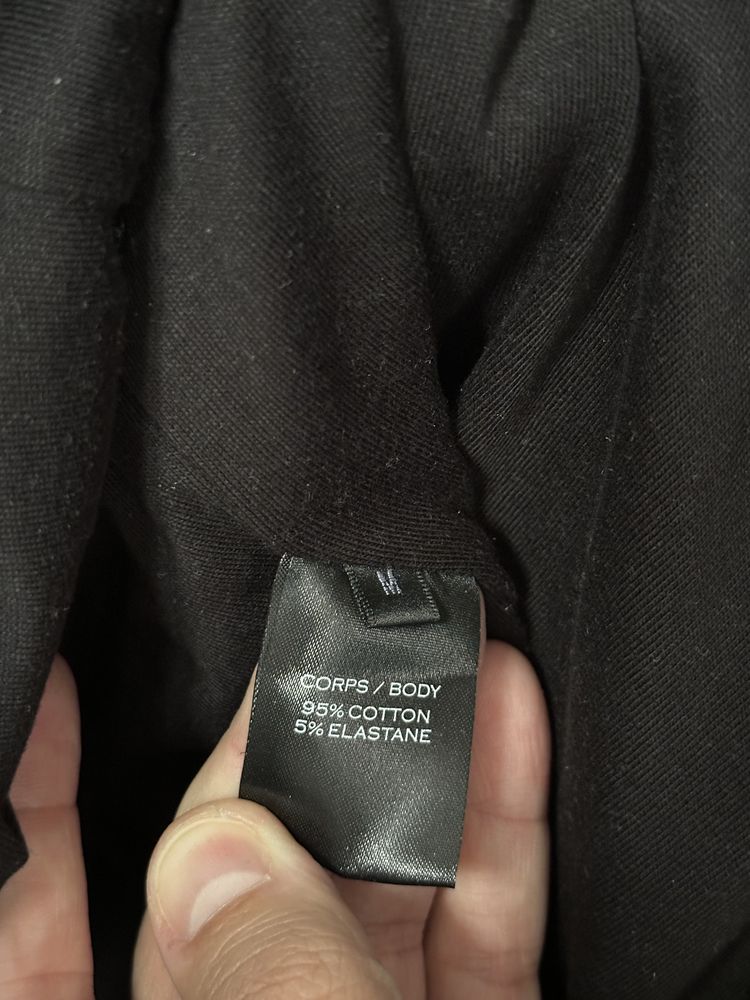 M
CORPS / BODY
95% COTTON
5% ELASTANE